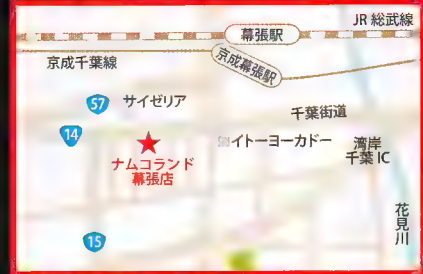 JR 総武線
幕張駅
京成千葉線
京成幕張駅
57
サイゼリア
千葉街道
14
イトーヨーカドー
湾岸
千葉 IC
ナムコランド
幕張店
花見川
15